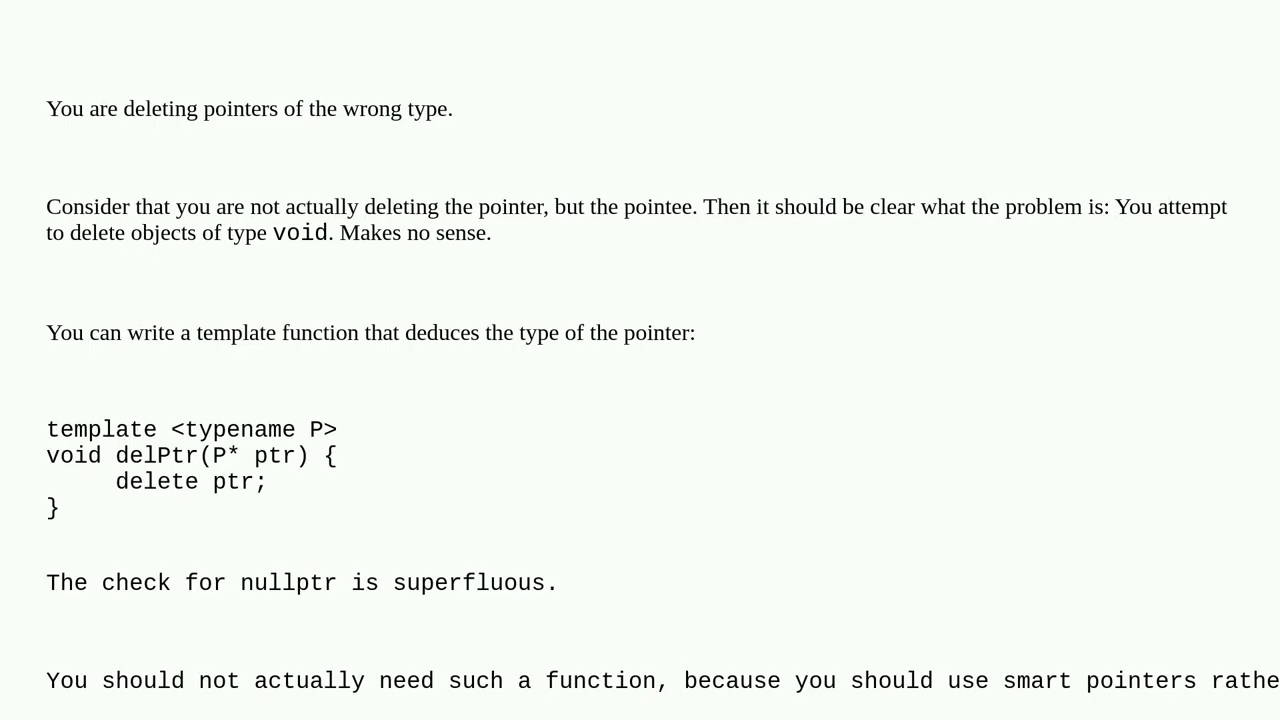 You are deleting pointers of the wrong type.
Consider that you are not actually deleting the pointer, but the pointee. Then it should be clear what the problem is: You attempt
to delete objects of type void. Makes no sense.
You can write a template function that deduces the type of the pointer:
template <typename P>
void delPtr(P* ptr) {
     delete ptr;
}
The check for nullptr is superfluous.
You should not actually need such a function, because you should use smart pointers